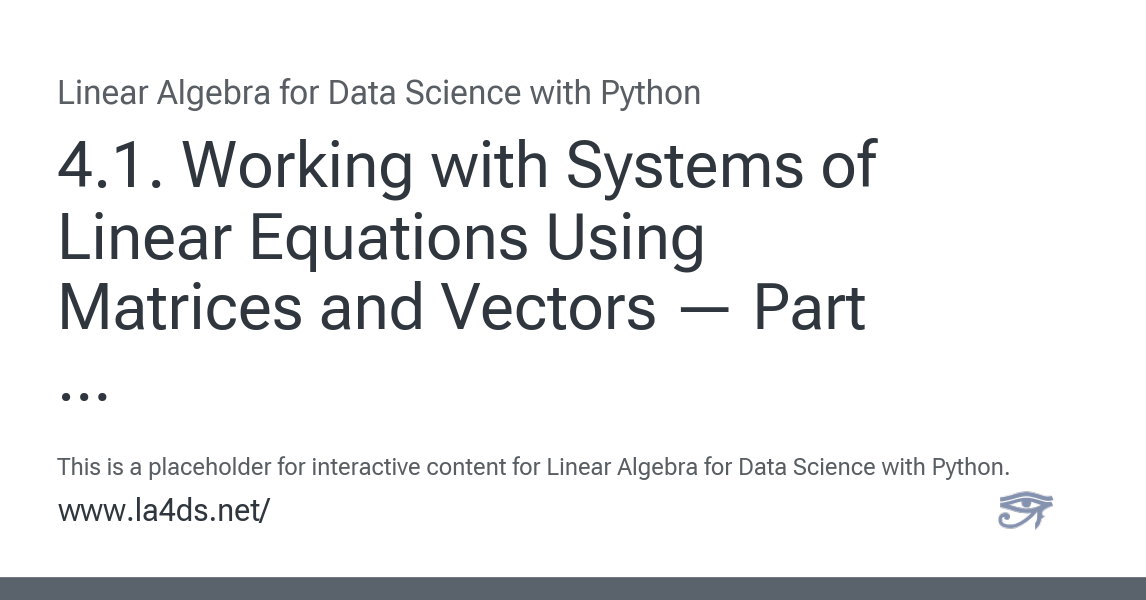 Linear Algebra for Data Science with Python
4.1. Working with Systems of
Linear Equations Using
Matrices and Vectors — Part
...
This is a placeholder for interactive content for Linear Algebra for Data Science with Python.
www.la4ds.net/